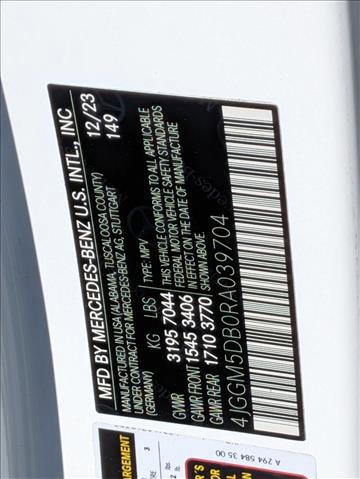 MFD BY MERCEDES-BENZ U.S. INTL., INC
MANUFACTURED IN USA (ALABAMA, TUSCALOOSA COUNTY) 12/23
UNDER CONTROL OF MERCEDES-BENZ AG, STUTTGART 149
(GERMANY)
KG LBS TYPE: MPV
GVWR 3195 7044
GAWR FRONT 1545 3406
GAWR REAR 1710 3770
THIS VEHICLE CONFORMS TO ALL APPLICABLE
FEDERAL MOTOR VEHICLE SAFETY STANDARDS
IN EFFECT ON THE DATE OF MANUFACTURE
SHOWN ABOVE
4JGGM5DB0RA039704
A 294 584 35 00